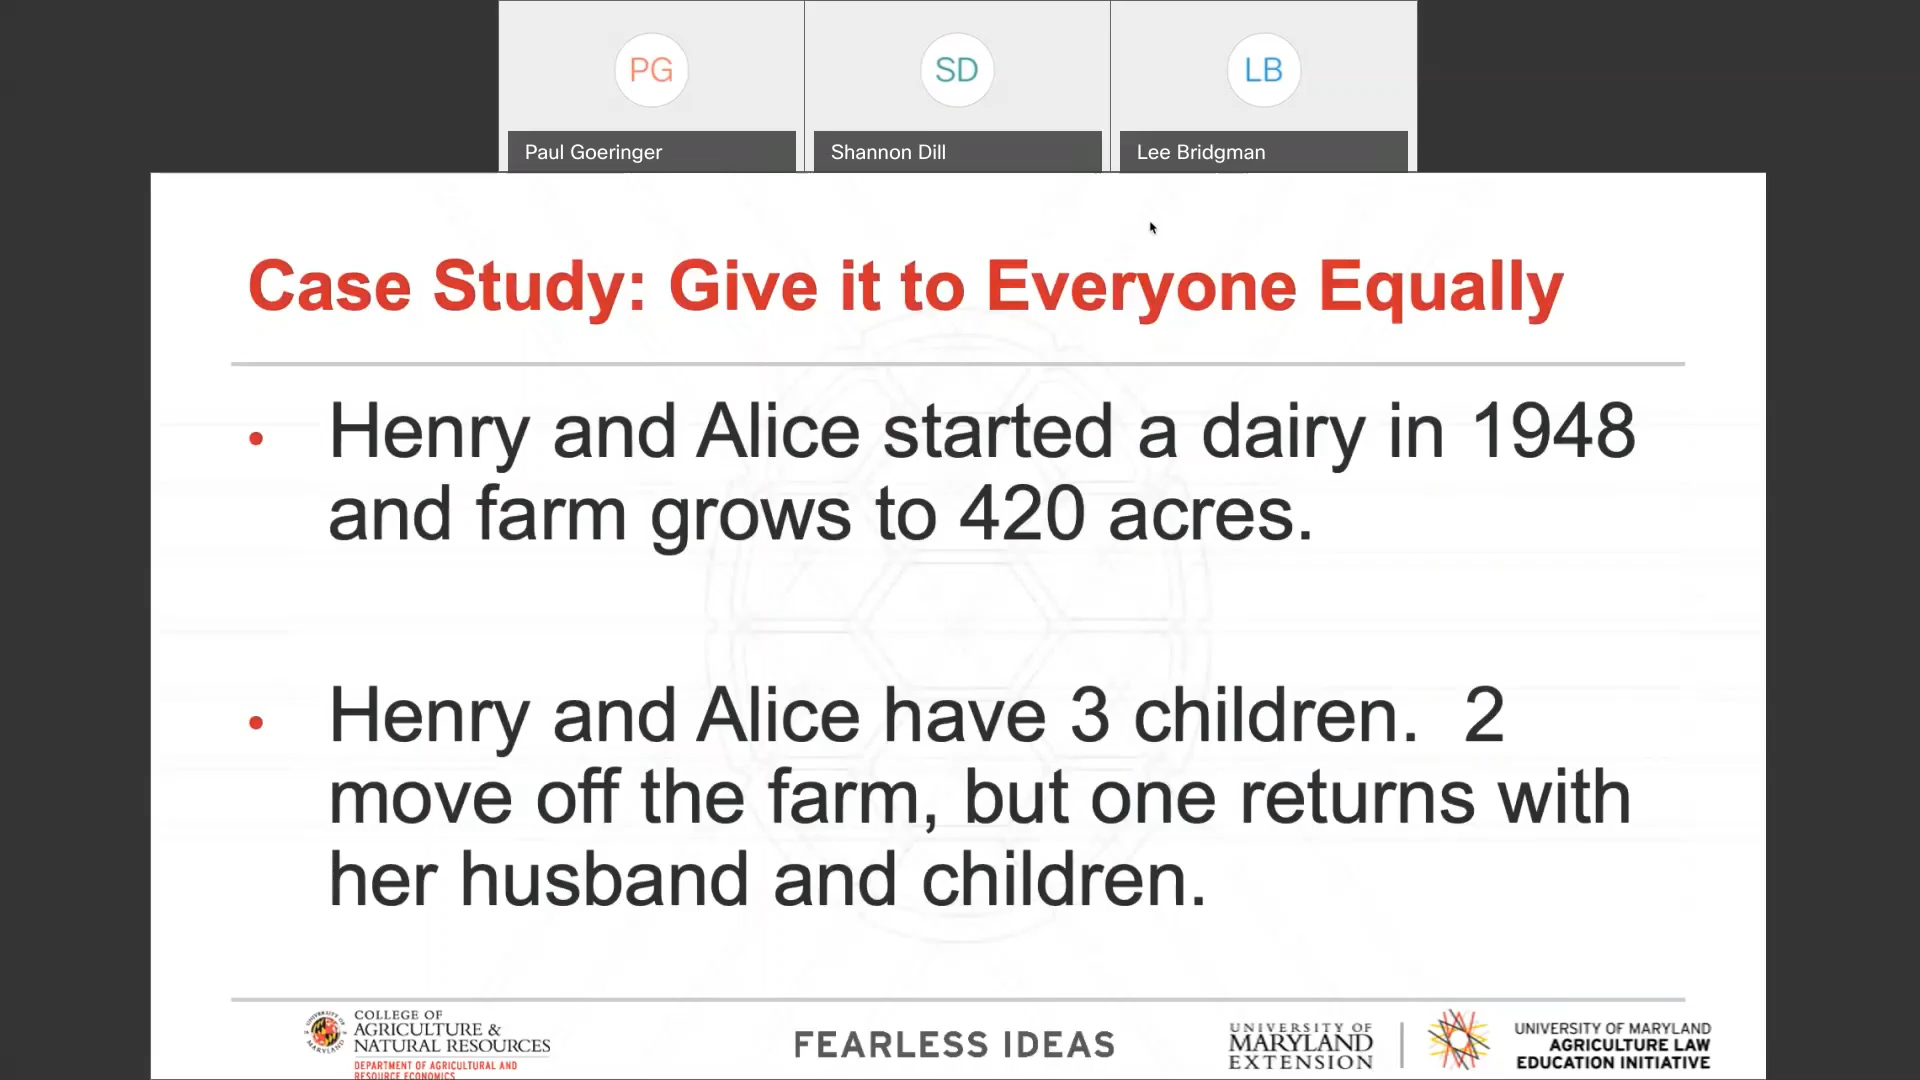 PG
SD
LB
Paul Goeringer
Shannon Dill
Lee Bridgman
Case Study: Give it to Everyone Equally
• Henry and Alice started a dairy in 1948
and farm grows to 420 acres.
• Henry and Alice have 3 children.  2
move off the farm, but one returns with
her husband and children.
COLLEGE OF
AGRICULTURE &
NATURAL RESOURCES
DEPARTMENT OF AGRICULTURAL AND
RESOURCE ECONOMICS
FEARLESS IDEAS
UNIVERSITY OF
MARYLAND
EXTENSION
UNIVERSITY OF MARYLAND
AGRICULTURE LAW
EDUCATION INITIATIVE